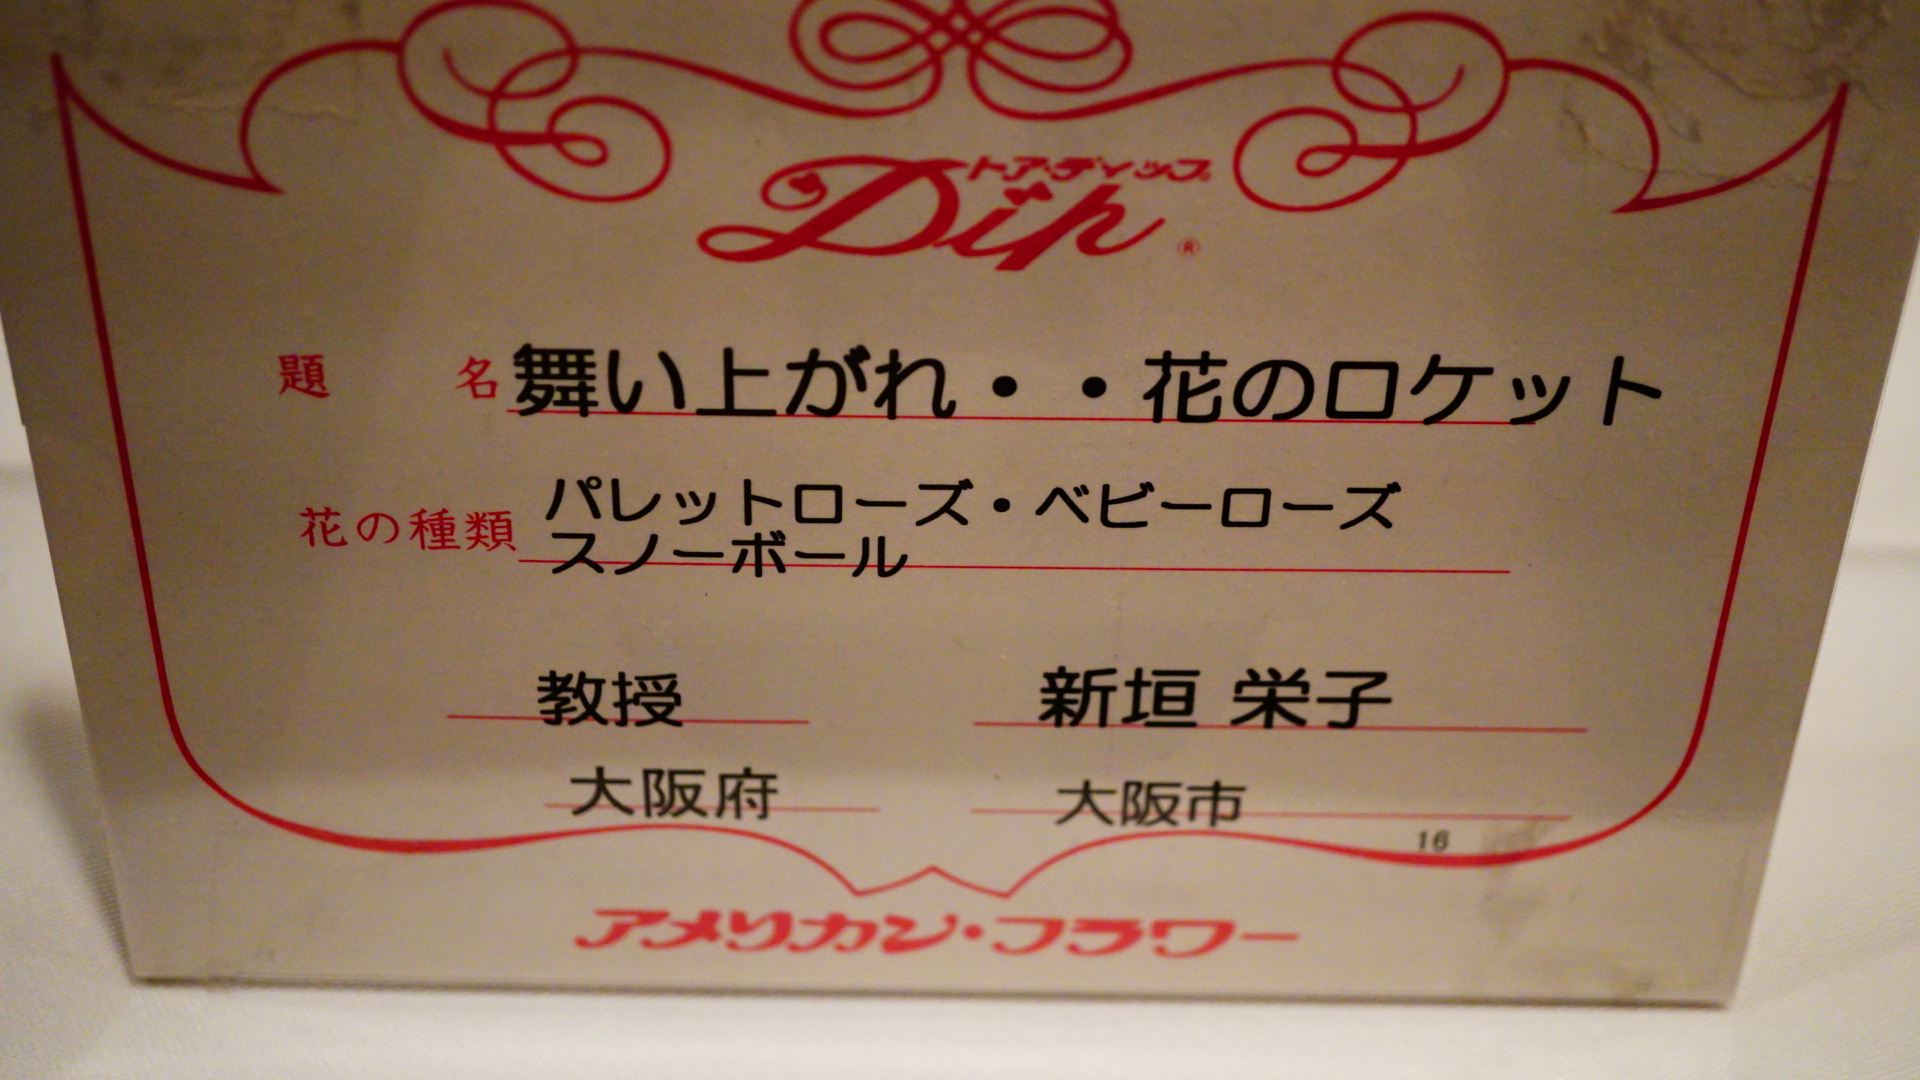 トア・ディップ
Dip®
題名 舞い上がれ・・花のロケット
花の種類 パレットローズ・ベビーローズ
スノーボール
教授 新垣 栄子
大阪府 大阪市
16
アメリカン・フラワー